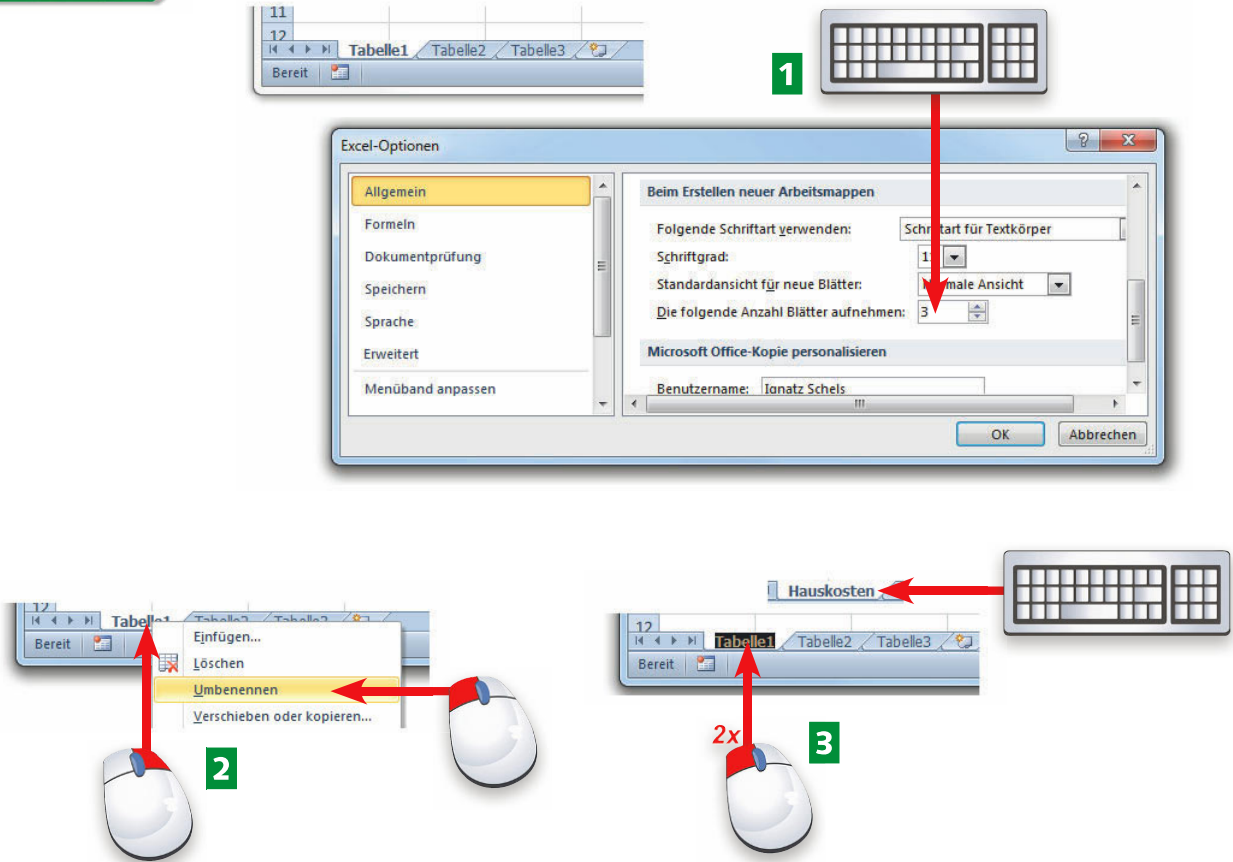 11
12
Tabelle1 Tabelle2 Tabelle3
Bereit
1
Excel-Optionen
Allgemein
Formeln
Dokumentprüfung
Speichern
Sprache
Erweitert
Menüband anpassen
Beim Erstellen neuer Arbeitsmappen
Folgende Schriftart verwenden: für Textkörper
Schriftgrad:
Standardansicht für neue Blätter: Ansicht
Die folgende Anzahl Blätter aufnehmen: 3
Microsoft Office-Kopie personalisieren
Benutzername: Ignatz Schels
OK Abbrechen
12
Tabelle2 Tabelle3
Bereit
Einfügen...
Löschen
Umbenennen
Verschieben oder kopieren...
2
Hauskosten
12
Tabelle1 Tabelle2 Tabelle3
Bereit
2x
3